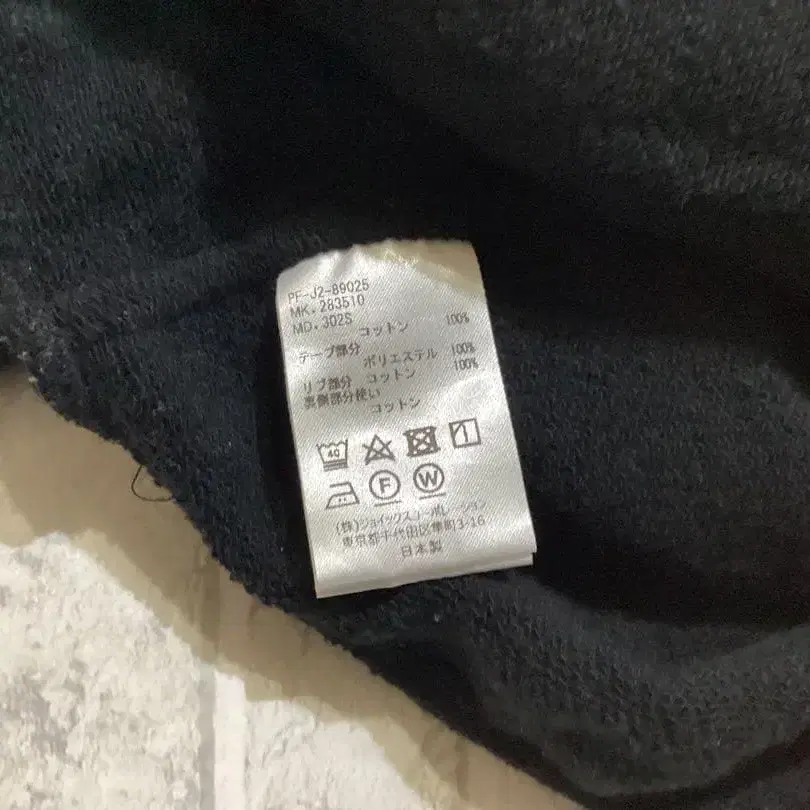 PF-J2-89025
MK.283510
MD.302S
コットン 100%
テープ部分
ポリエステル 100%
リブ部分 コットン 100%
裏側部分使い
コットン
40
F W
(株)ジョイックスコーポレーション
東京都千代田区隼町3-16
日本製